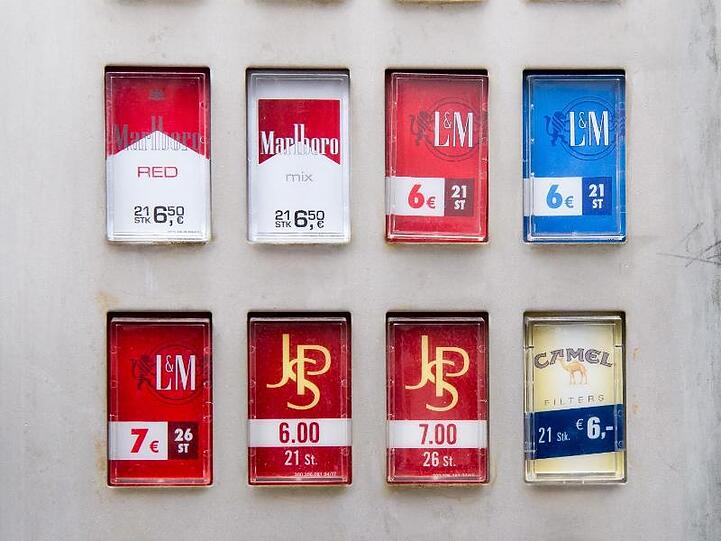 Marlboro
RED
21 STK 6,50 €
Marlboro
mix
21 STK 6,50 €
L&M
6€ 21 ST
L&M
6€ 21 ST
L&M
7€ 26 ST
JPS
6.00
21 St.
JPS
7.00
26 St.
CAMEL
FILTERS
21 Stk. €6,-